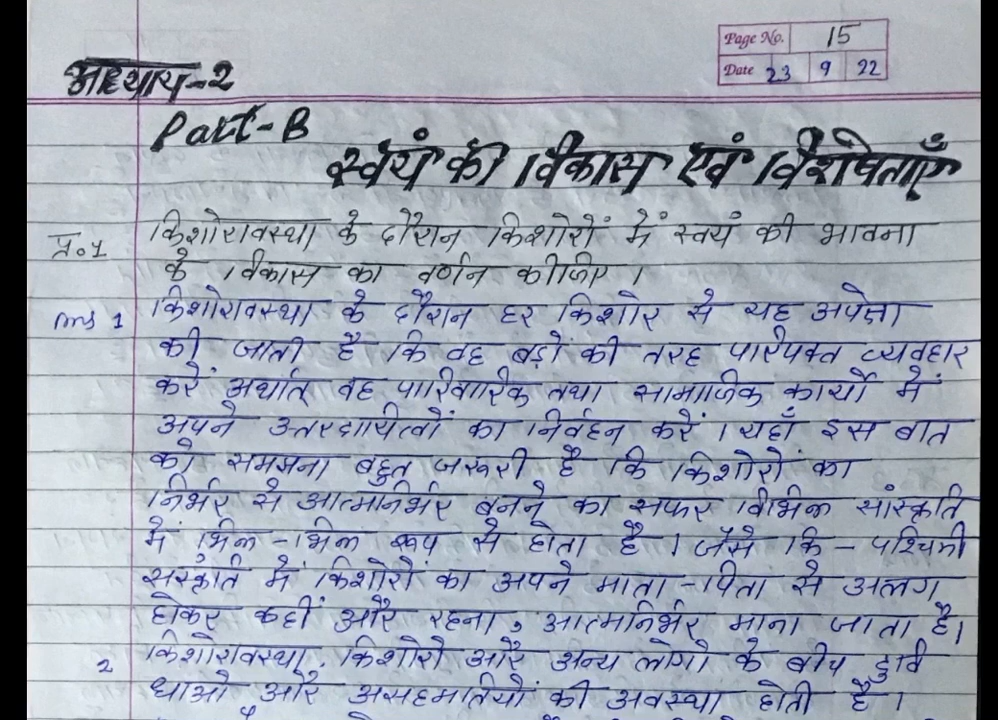 Page No. 15
Date 23 9 22
अध्याय-2
Part-B
स्वयं की विकास एवं विशेषताएँ
प्र.1 किशोरावस्था के दौरान किशोरों में स्वयं की भावना
के विकास का वर्णन कीजिए ।
Ans 1 किशोरावस्था के दौरान हर किशोर से यह अपेक्षा
की जाती है कि वह बड़ों की तरह परिपक्व व्यवहार
करें अर्थात् वह पारिवारिक तथा सामाजिक कार्यों में
अपने उतरदायित्वों का निर्वहन करें । यहाँ इस बात
को समझना बहुत जरूरी है कि किशोरों का
निर्भर से आत्मनिर्भर बनने का सफर विभिन्न सांस्कृति
में भिन्न-भिन्न रूप से होता है । जैसे कि - पश्चिमी
संस्कृति में किशोरों का अपने माता-पिता से अलग
होकर कहीं और रहना, आत्मनिर्भर माना जाता है।
2 किशोरावस्था, किशोरों और अन्य लोगो के बीच दुवि
धाओ और असहमतियों की अवस्था होती है ।